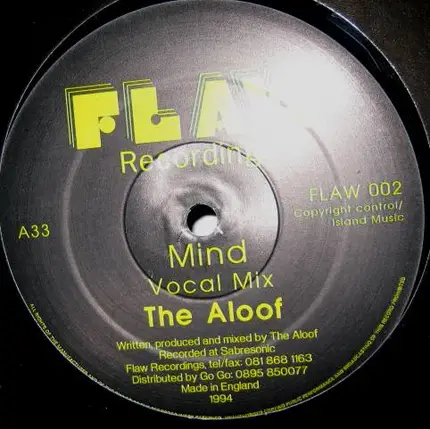 FLAW
Recordings
FLAW 002
Copyright control/
Island Music
A33
Mind
Vocal Mix
The Aloof
Written, produced and mixed by The Aloof
Recorded at Sabresonic
Flaw Recordings, tel/fax: 081 868 1163
Distributed by Go Go: 0895 850077
Made in England
1994